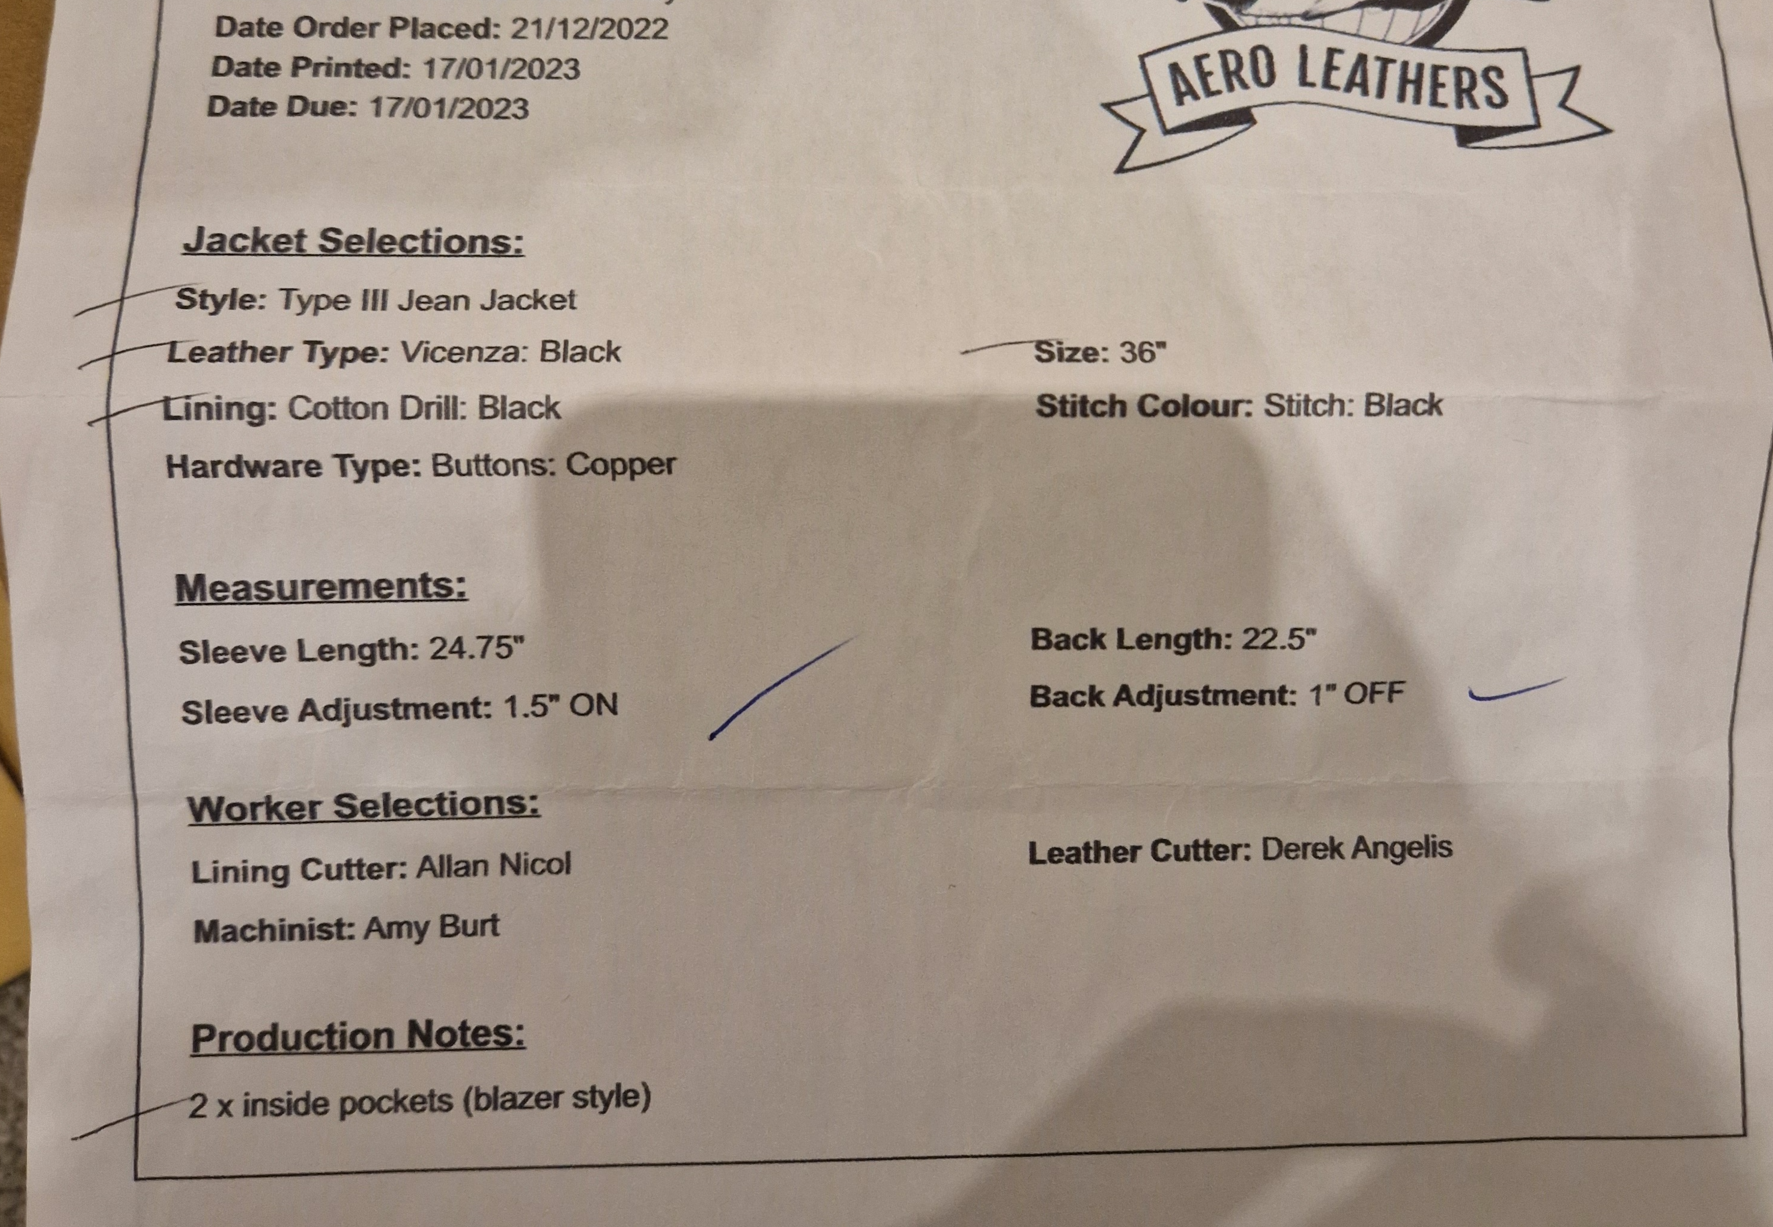 Date Order Placed: 21/12/2022
Date Printed: 17/01/2023
Date Due: 17/01/2023
AERO LEATHERS
Jacket Selections:
Style: Type III Jean Jacket
Leather Type: Vicenza: Black
Size: 36"
Lining: Cotton Drill: Black
Stitch Colour: Stitch: Black
Hardware Type: Buttons: Copper
Measurements:
Sleeve Length: 24.75"
Back Length: 22.5"
Sleeve Adjustment: 1.5" ON
Back Adjustment: 1" OFF
Worker Selections:
Lining Cutter: Allan Nicol
Leather Cutter: Derek Angelis
Machinist: Amy Burt
Production Notes:
2 x inside pockets (blazer style)